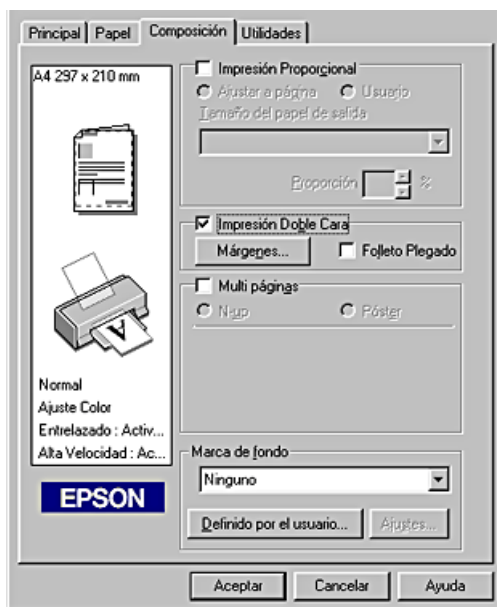 Principal Papel Composición Utilidades
A4 297 x 210 mm
Normal
Ajuste Color
Entrelazado : Activ...
Alta Velocidad : Ac...
EPSON
Impresión Proporcional
Ajustar a página Usuario
Tamaño del papel de salida
Proporción %
Impresión Doble Cara
Márgenes... Folleto Plegado
Multi páginas
N-up Póster
Marca de fondo
Ninguno
Definido por el usuario... Ajustes...
Aceptar Cancelar Ayuda